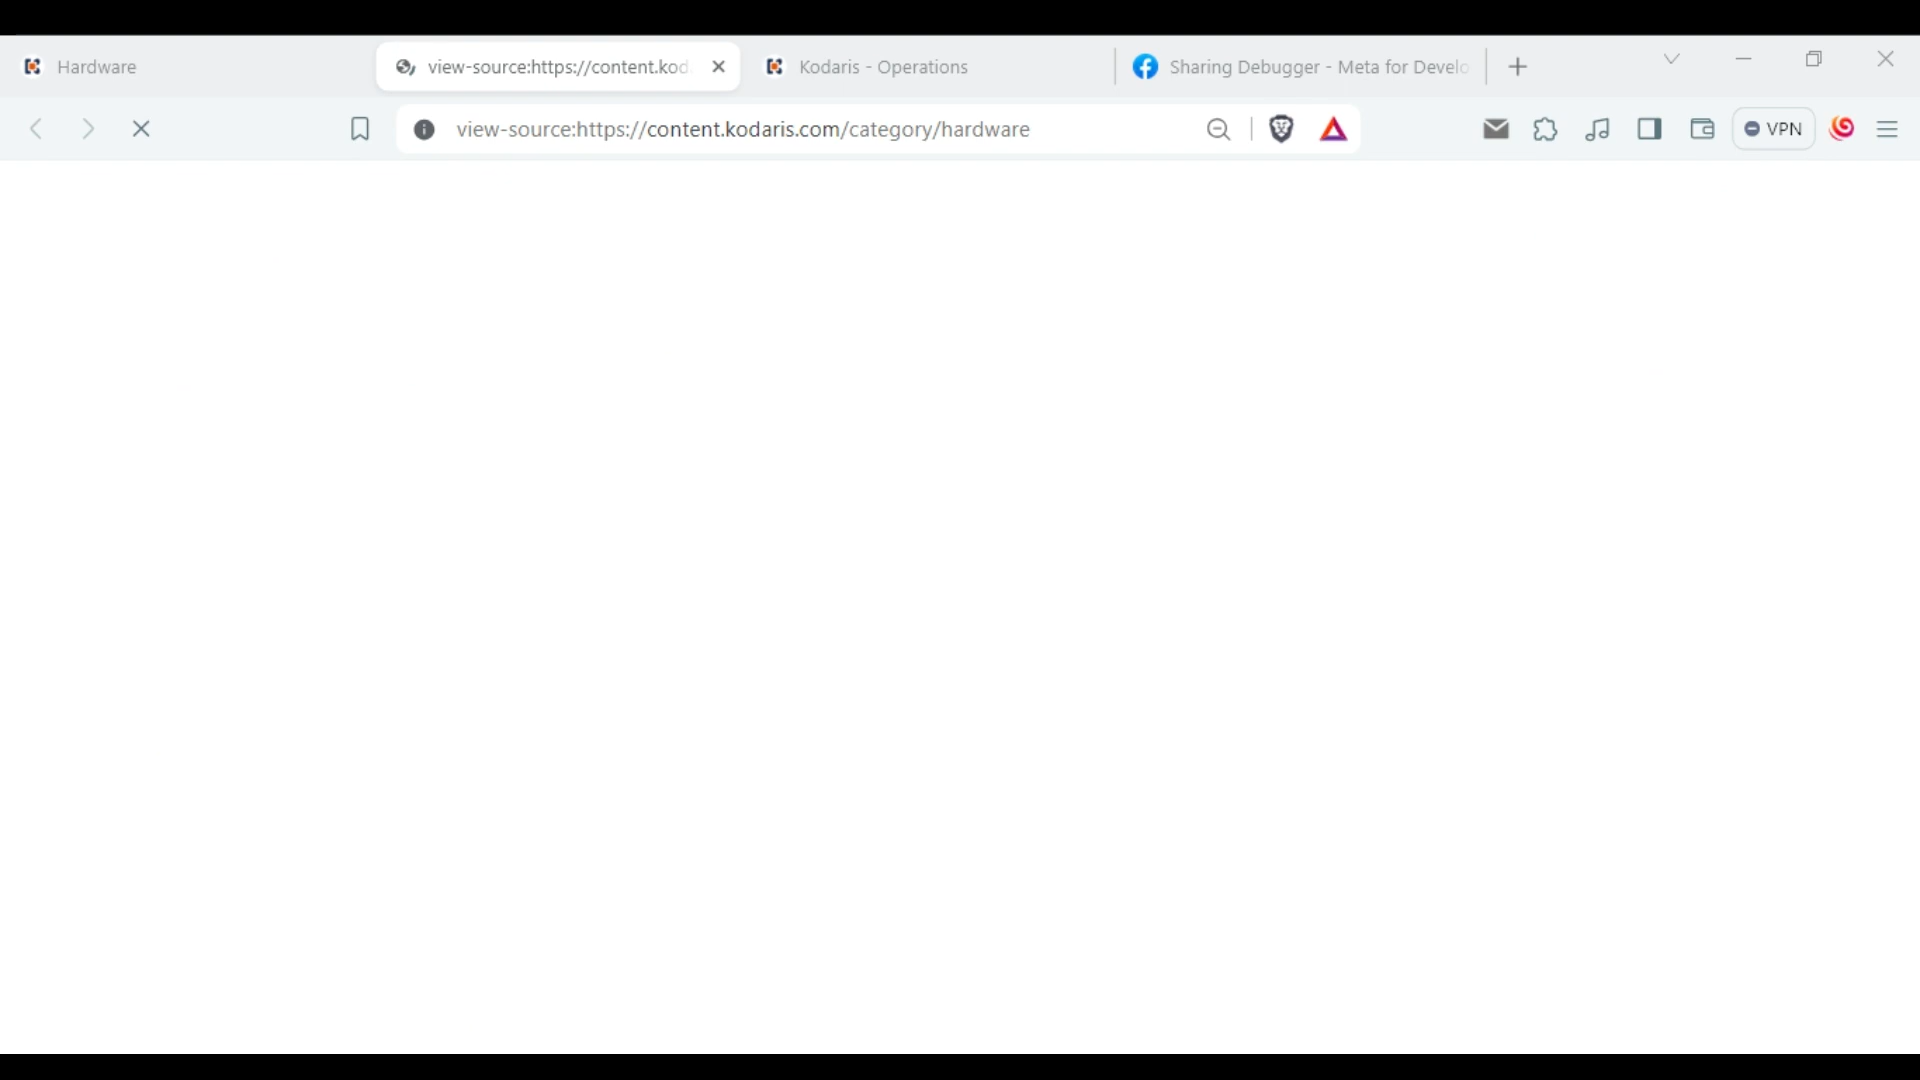 Hardware
view-source:https://content.kod
Kodaris - Operations
Sharing Debugger - Meta for Develo
view-source:https://content.kodaris.com/category/hardware
VPN